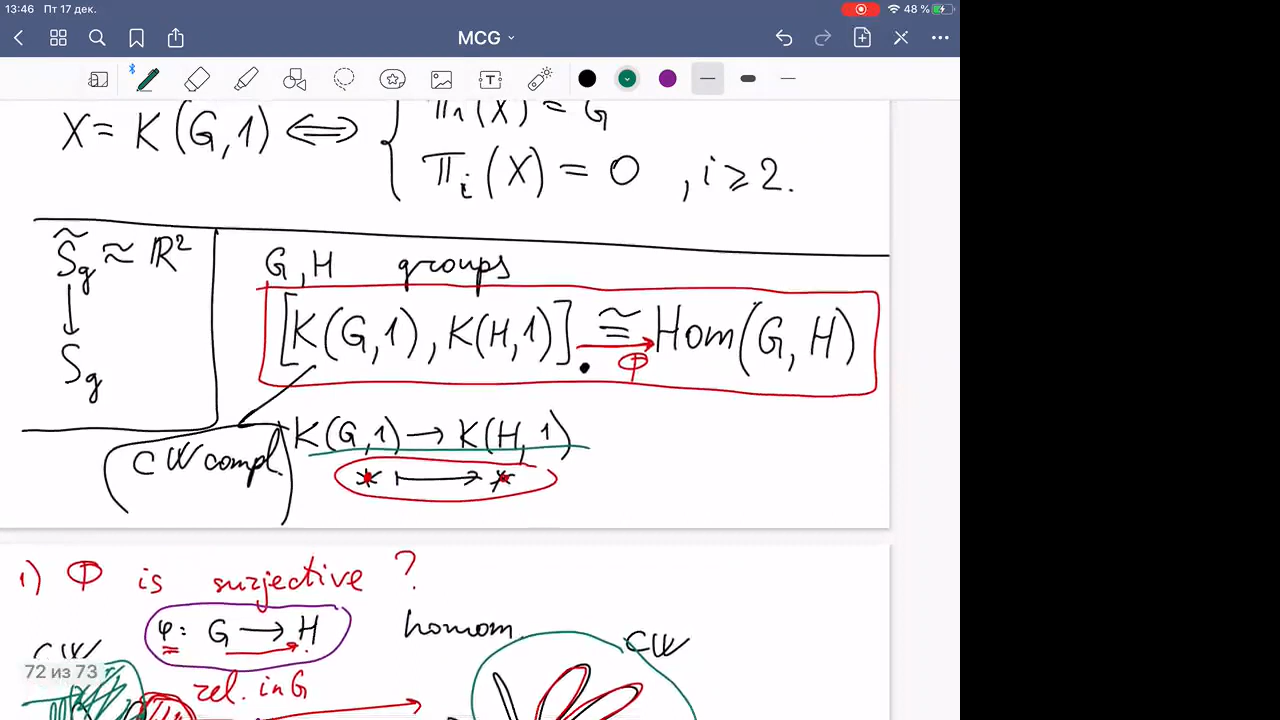 13:46 Пт 17 дек.
48 %
MCG
π₁(X) = G
X = K(G,1) ⟺ {
πᵢ(X) = 0 , i ⩾ 2.
S̃g ≈ ℝ²
↓
Sg
G, H groups
[K(G,1), K(H,1)]• ≅ Hom(G, H)
Φ
CW compl.
K(G,1) → K(H,1)
* ↦ *
1) Φ is surjective ?
φ: G → H homom.
CW
CW
72 из 73
rel. in G